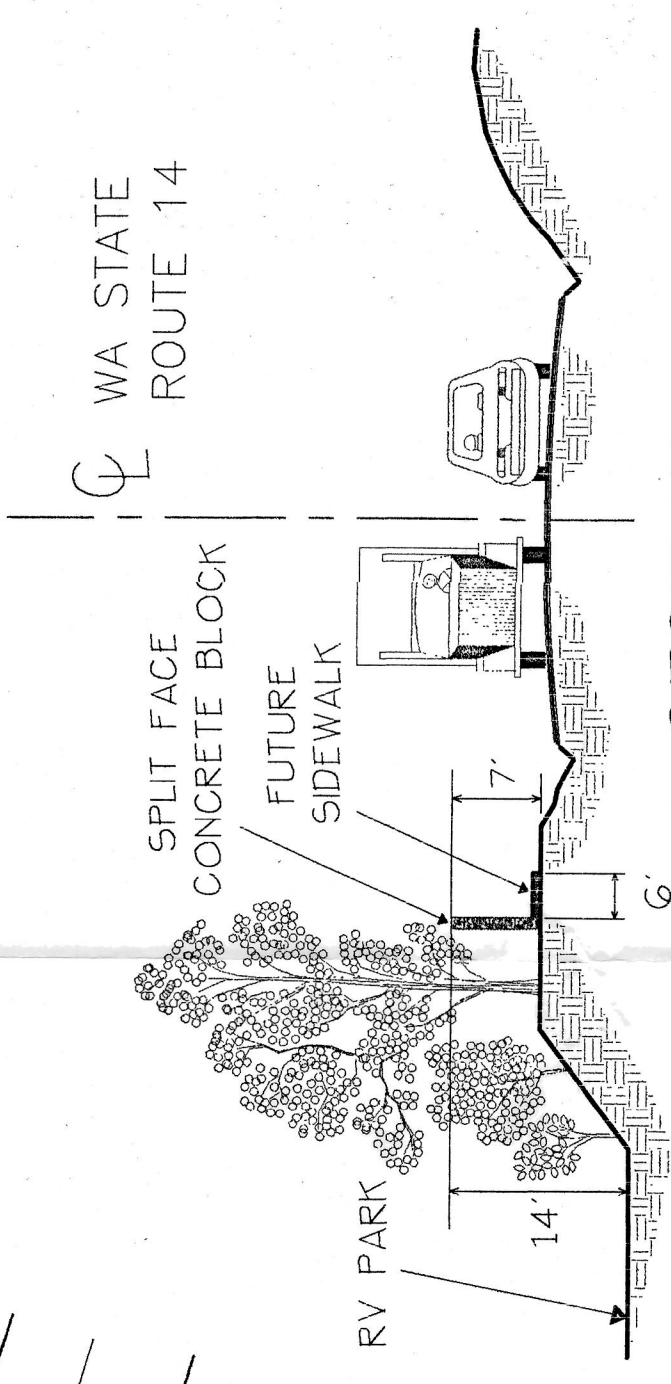 WA STATE
ROUTE 14
SPLIT FACE
CONCRETE BLOCK
FUTURE
SIDEWALK
7'
6'
RV PARK
14'